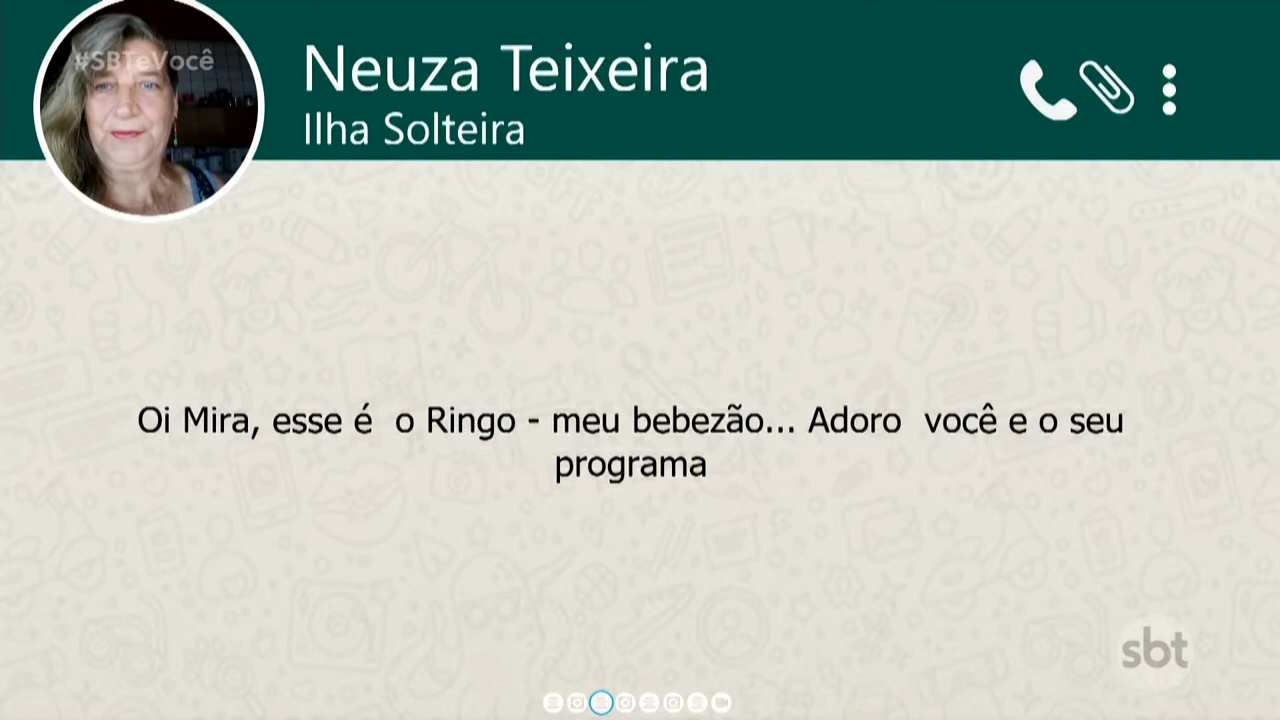 #SBTeVocê
Neuza Teixeira
Ilha Solteira
Oi Mira, esse é o Ringo - meu bebezão... Adoro você e o seu
programa
sbt